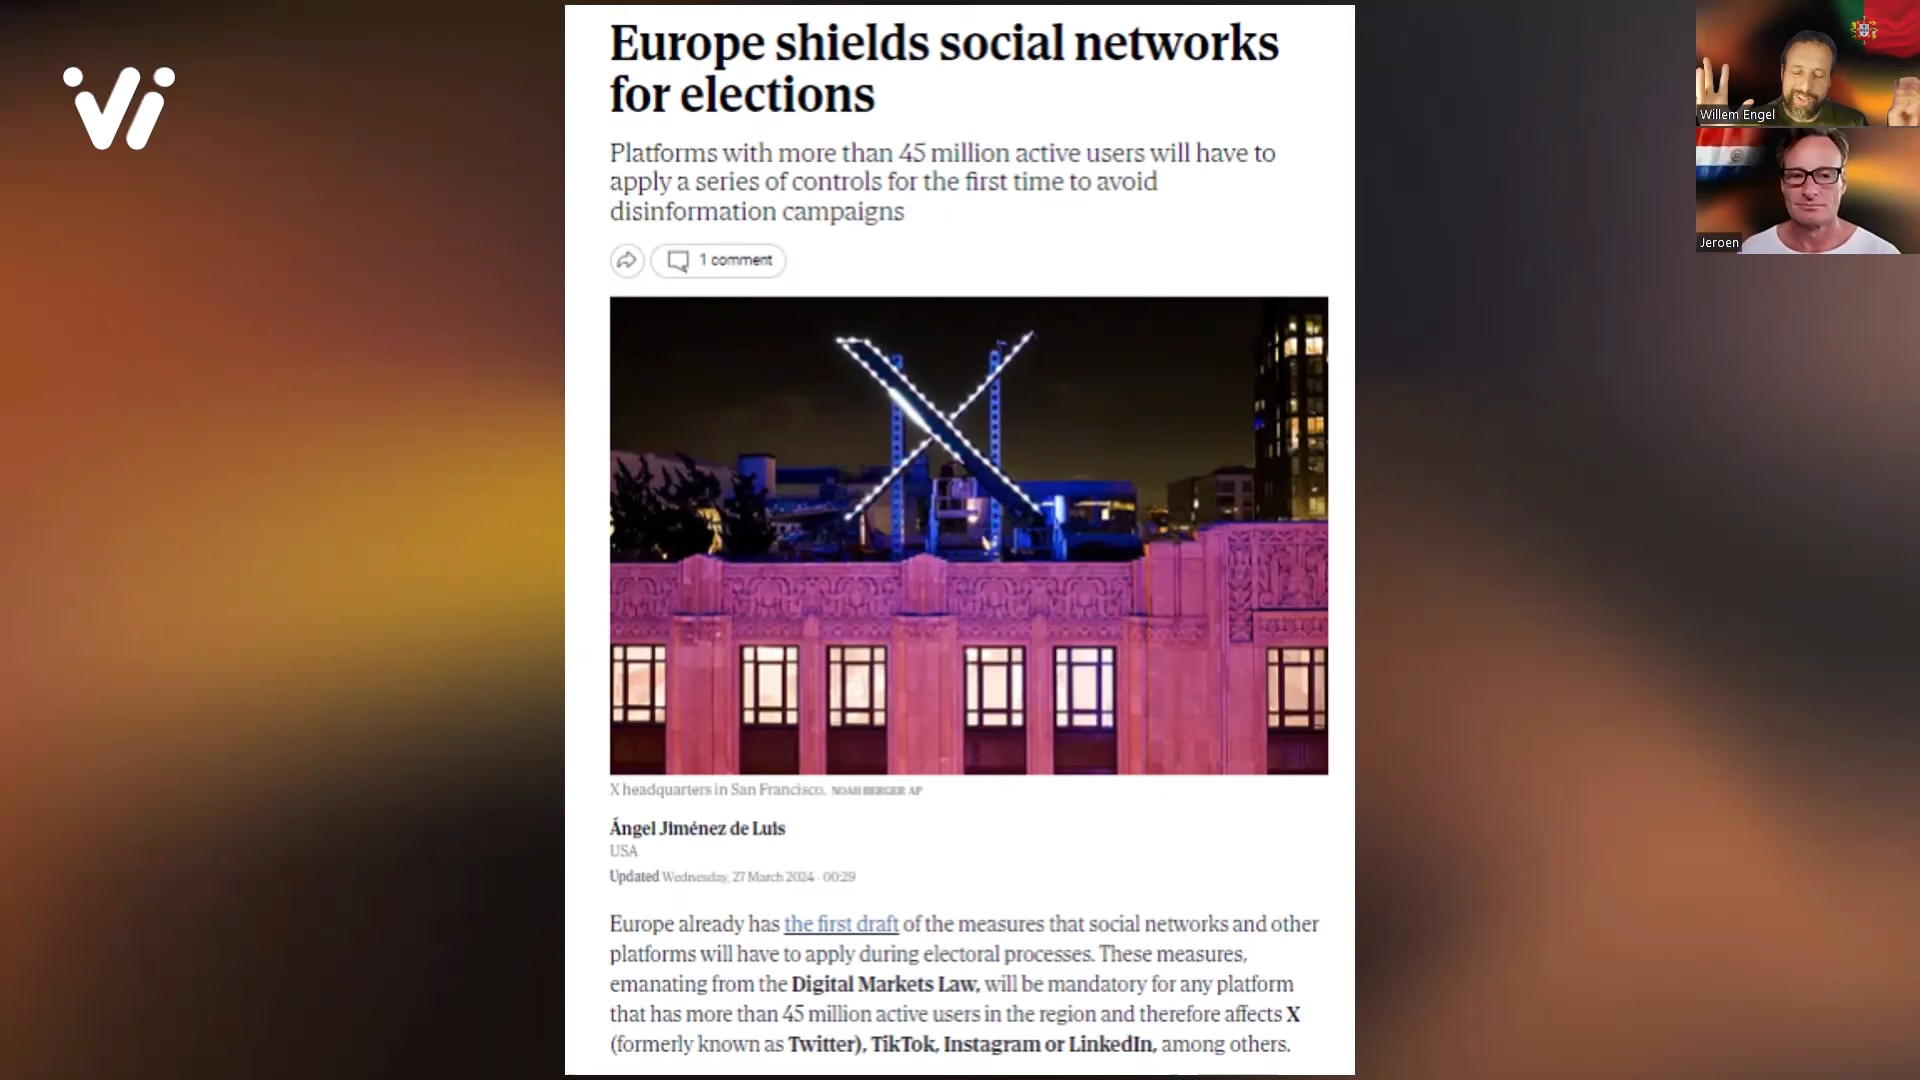 Europe shields social networks
for elections
Platforms with more than 45 million active users will have to
apply a series of controls for the first time to avoid
disinformation campaigns
1 comment
X headquarters in San Francisco. NOAH BERGER AP
Ángel Jiménez de Luis
USA
Updated Wednesday, 27 March 2024 - 00:29
Europe already has the first draft of the measures that social networks and other
platforms will have to apply during electoral processes. These measures,
emanating from the Digital Markets Law, will be mandatory for any platform
that has more than 45 million active users in the region and therefore affects X
(formerly known as Twitter), TikTok, Instagram or LinkedIn, among others.
Willem Engel
Jeroen